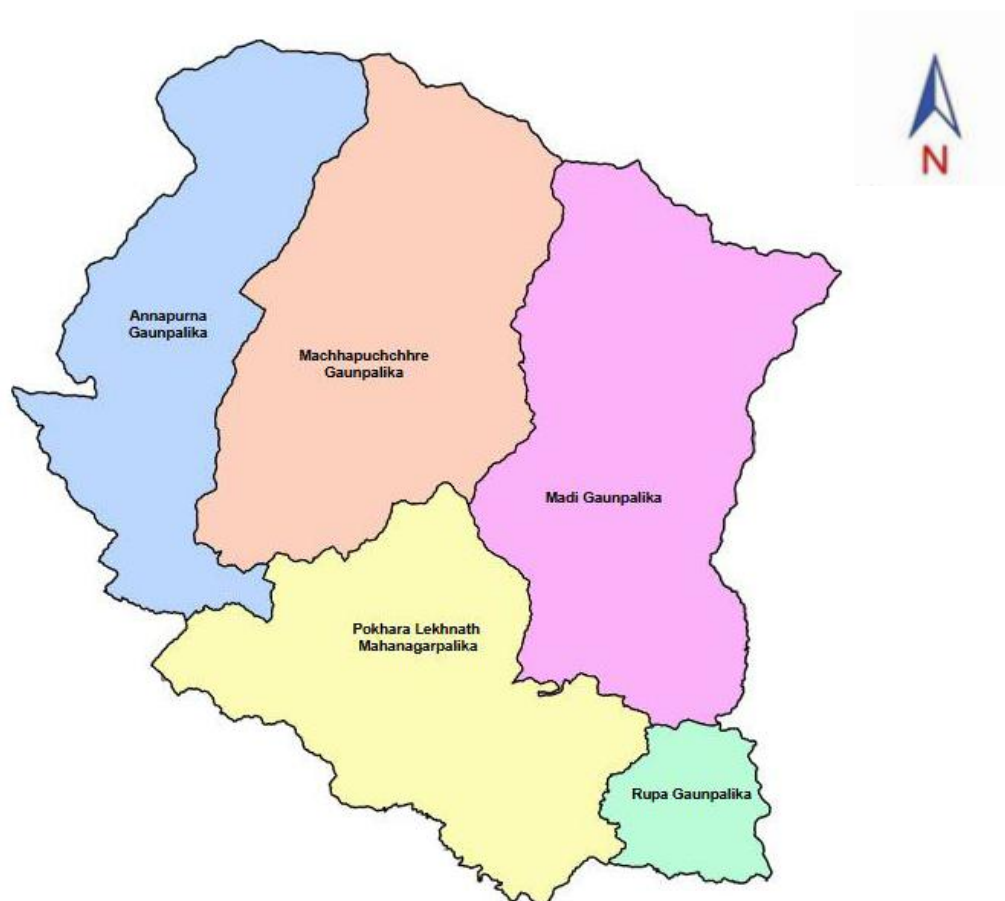 N
Annapurna
Gaunpalika
Machhapuchchhre
Gaunpalika
Madi Gaunpalika
Pokhara Lekhnath
Mahanagarpalika
Rupa Gaunpalika